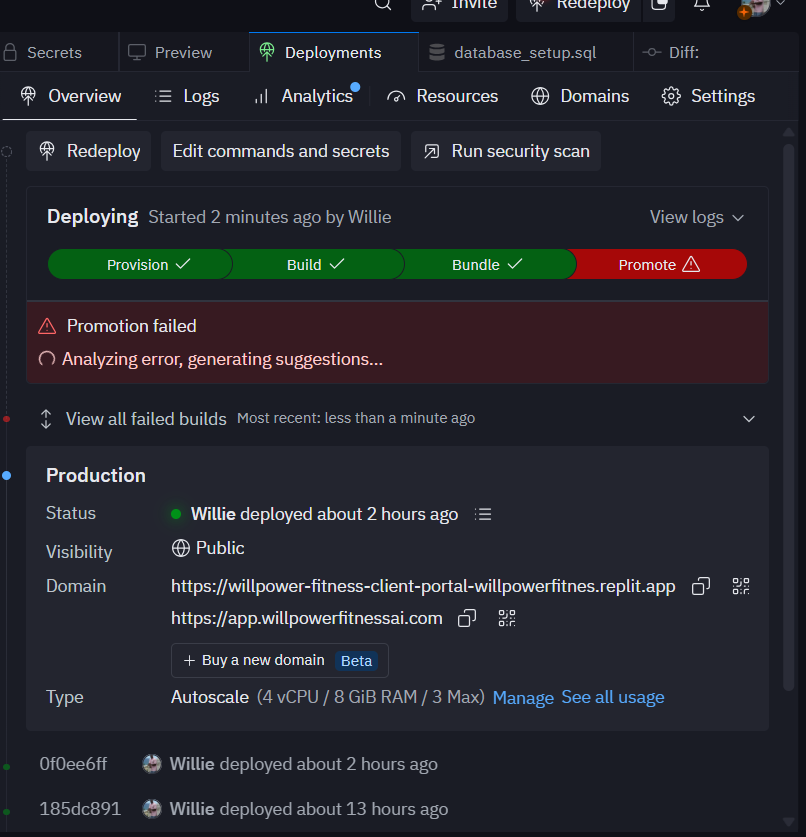 Invite Redeploy
Secrets Preview Deployments database_setup.sql Diff:
Overview Logs Analytics Resources Domains Settings
Redeploy Edit commands and secrets Run security scan
Deploying Started 2 minutes ago by Willie View logs
Provision Build Bundle Promote
Promotion failed
Analyzing error, generating suggestions...
View all failed builds Most recent: less than a minute ago
Production
Status Willie deployed about 2 hours ago
Visibility Public
Domain https://willpower-fitness-client-portal-willpowerfitnes.replit.app
https://app.willpowerfitnessai.com
+ Buy a new domain Beta
Type Autoscale (4 vCPU / 8 GiB RAM / 3 Max) Manage See all usage
0f0ee6ff Willie deployed about 2 hours ago
185dc891 Willie deployed about 13 hours ago